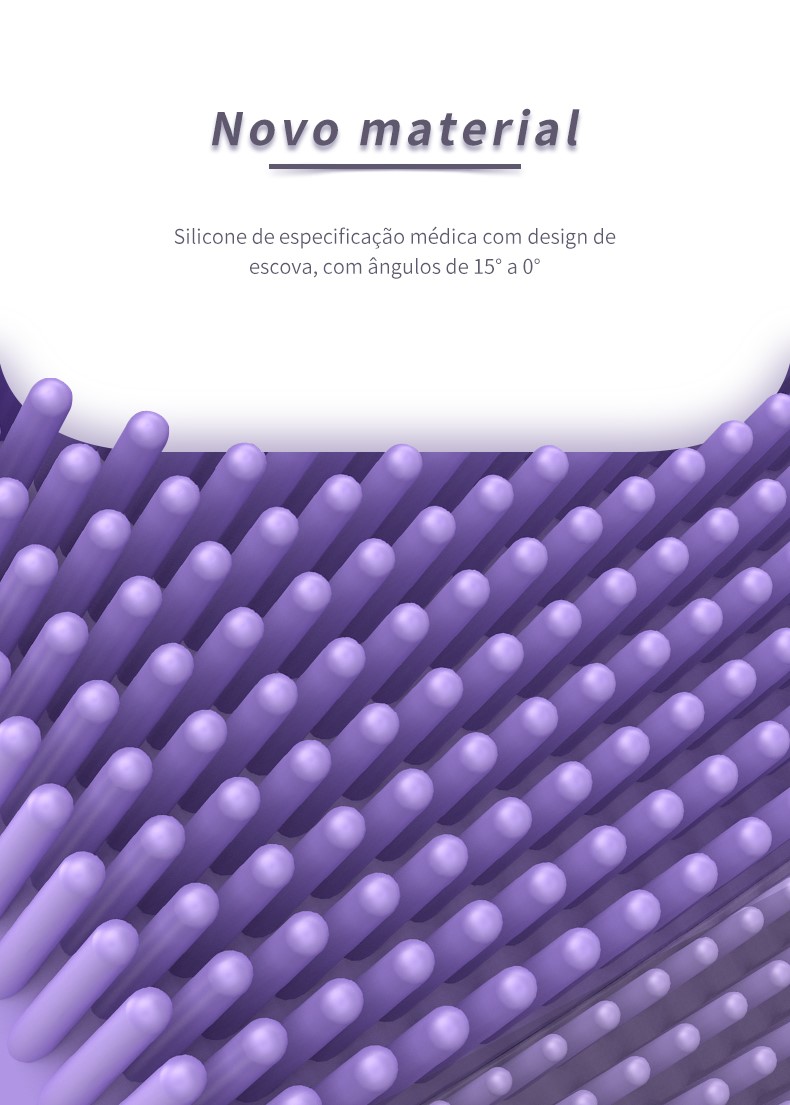 Novo material
Silicone de especificação médica com design de
escova, com ângulos de 15° a 0°